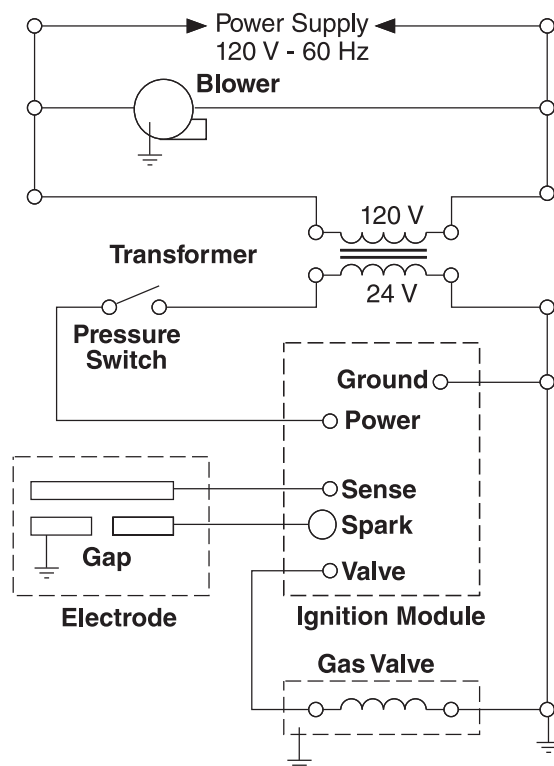 Power Supply
120 V - 60 Hz
Blower
120 V
Transformer
24 V
Pressure
Switch
Ground
Power
Sense
Spark
Gap
Valve
Electrode
Ignition Module
Gas Valve